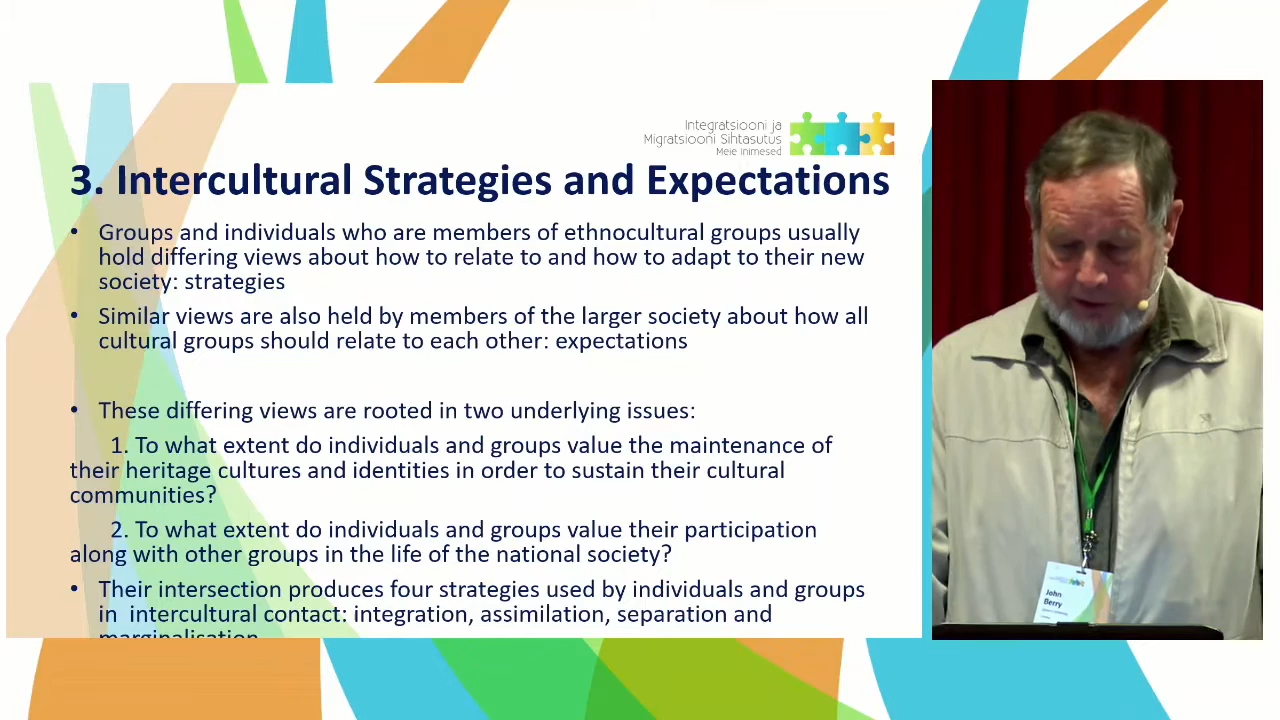 Integratsiooni ja
Migratsiooni Sihtasutus
Meie Inimesed
3. Intercultural Strategies and Expectations
• Groups and individuals who are members of ethnocultural groups usually
hold differing views about how to relate to and how to adapt to their new
society: strategies
• Similar views are also held by members of the larger society about how all
cultural groups should relate to each other: expectations
• These differing views are rooted in two underlying issues:
1. To what extent do individuals and groups value the maintenance of
their heritage cultures and identities in order to sustain their cultural
communities?
2. To what extent do individuals and groups value their participation
along with other groups in the life of the national society?
• Their intersection produces four strategies used by individuals and groups
in intercultural contact: integration, assimilation, separation and
marginalisation
John
Berry